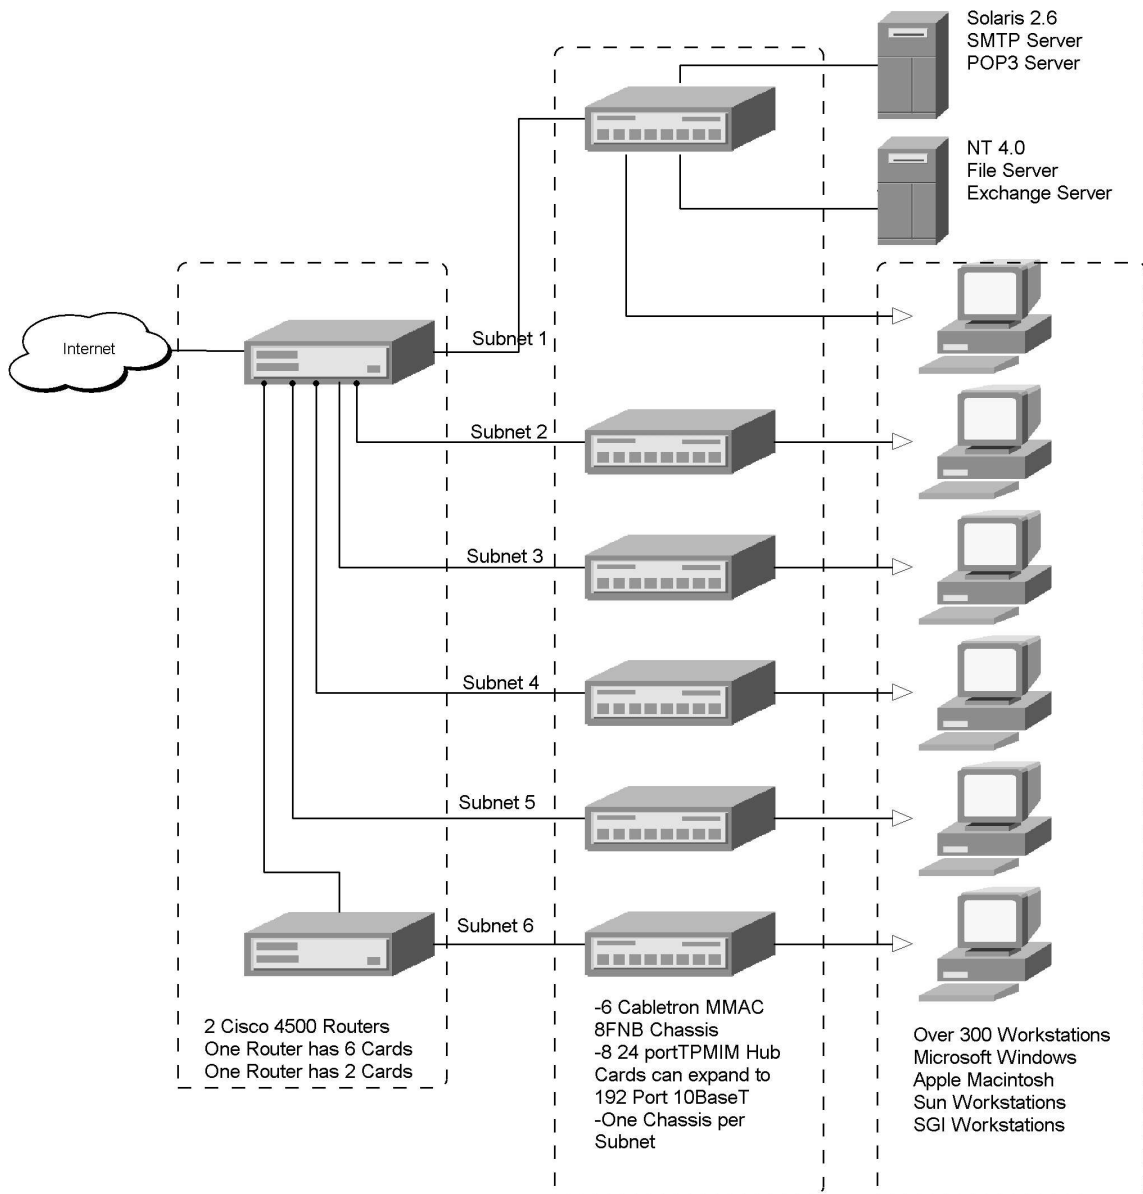 Solaris 2.6
SMTP Server
POP3 Server
NT 4.0
File Server
Exchange Server
Internet
Subnet 1
Subnet 2
Subnet 3
Subnet 4
Subnet 5
Subnet 6
2 Cisco 4500 Routers
One Router has 6 Cards
One Router has 2 Cards
-6 Cabletron MMAC
8FNB Chassis
-8 24 portTPMIM Hub
Cards can expand to
192 Port 10BaseT
-One Chassis per
Subnet
Over 300 Workstations
Microsoft Windows
Apple Macintosh
Sun Workstations
SGI Workstations